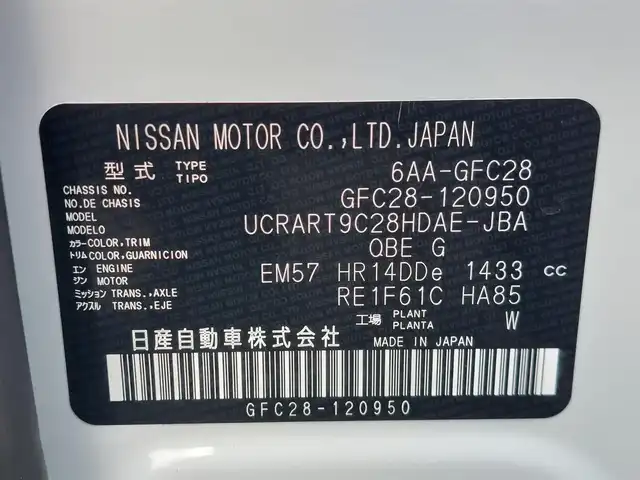 NISSAN MOTOR CO.,LTD.JAPAN
型式 TYPE TIPO 6AA-GFC28
CHASSIS NO.
NO.DE CHASSIS GFC28-120950
MODEL
MODELO UCRART9C28HDAE-JBA
カラー COLOR,TRIM
トリム COLOR,GUARNICION QBE G
エン ENGINE
ジン MOTOR EM57 HR14DDe 1433 cc
ミッション TRANS.,AXLE
アクスル TRANS.,EJE RE1F61C HA85
工場 PLANT PLANTA W
日産自動車株式会社 MADE IN JAPAN
GFC28-120950